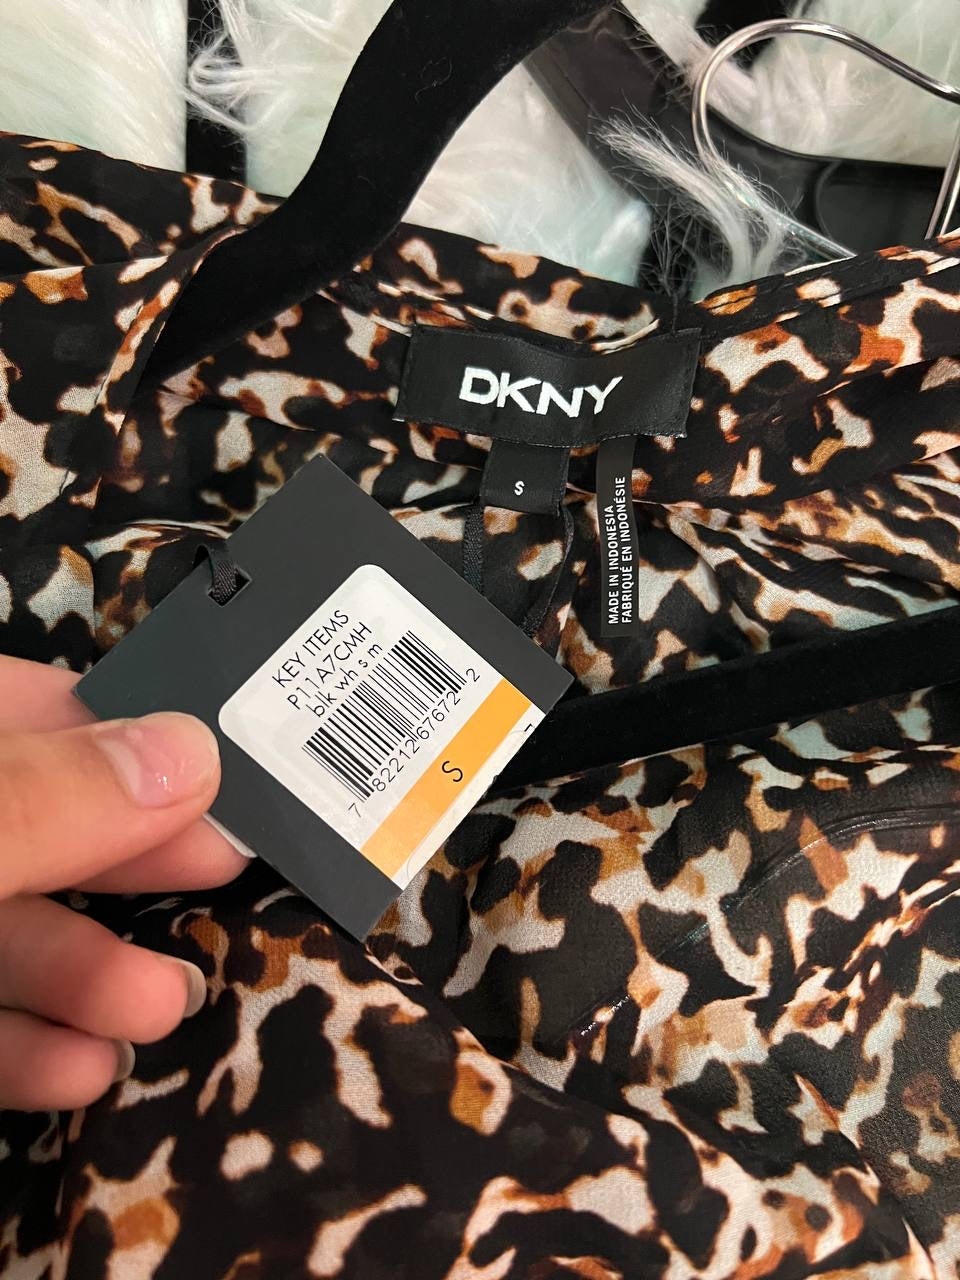 DKNY
S
MADE IN INDONESIA
FABRIQUÉ EN INDONÉSIE
KEY ITEMS
P11A7CMH
blk wh s m
7 82212 67672 2
S